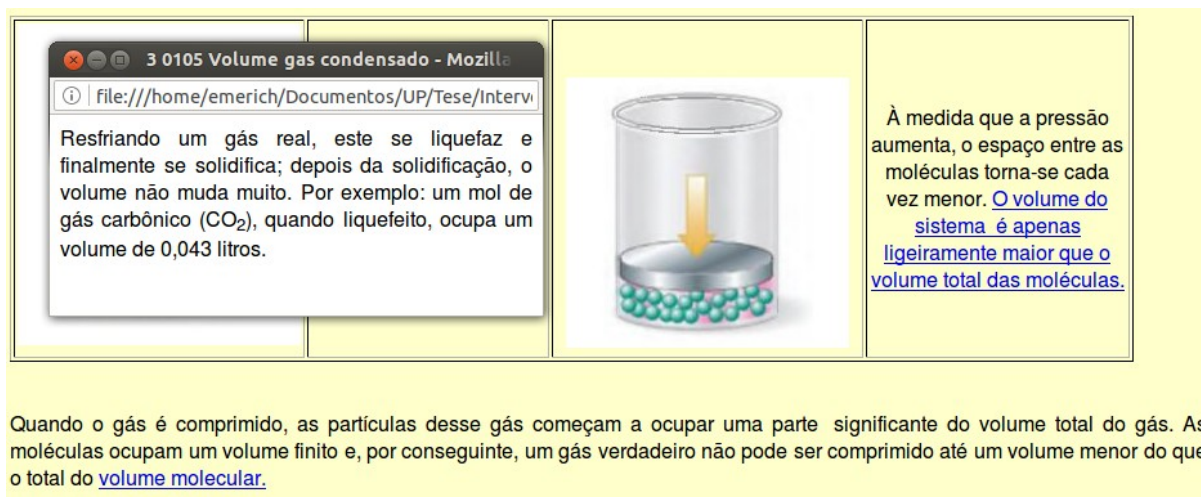 3 0105 Volume gas condensado - Mozilla
file:///home/emerich/Documentos/UP/Tese/Interv
Resfriando um gás real, este se liquefaz e
finalmente se solidifica; depois da solidificação, o
volume não muda muito. Por exemplo: um mol de
gás carbônico (CO₂), quando liquefeito, ocupa um
volume de 0,043 litros.
À medida que a pressão
aumenta, o espaço entre as
moléculas torna-se cada
vez menor. O volume do
sistema é apenas
ligeiramente maior que o
volume total das moléculas.
Quando o gás é comprimido, as partículas desse gás começam a ocupar uma parte significante do volume total do gás. As
moléculas ocupam um volume finito e, por conseguinte, um gás verdadeiro não pode ser comprimido até um volume menor do que
o total do volume molecular.